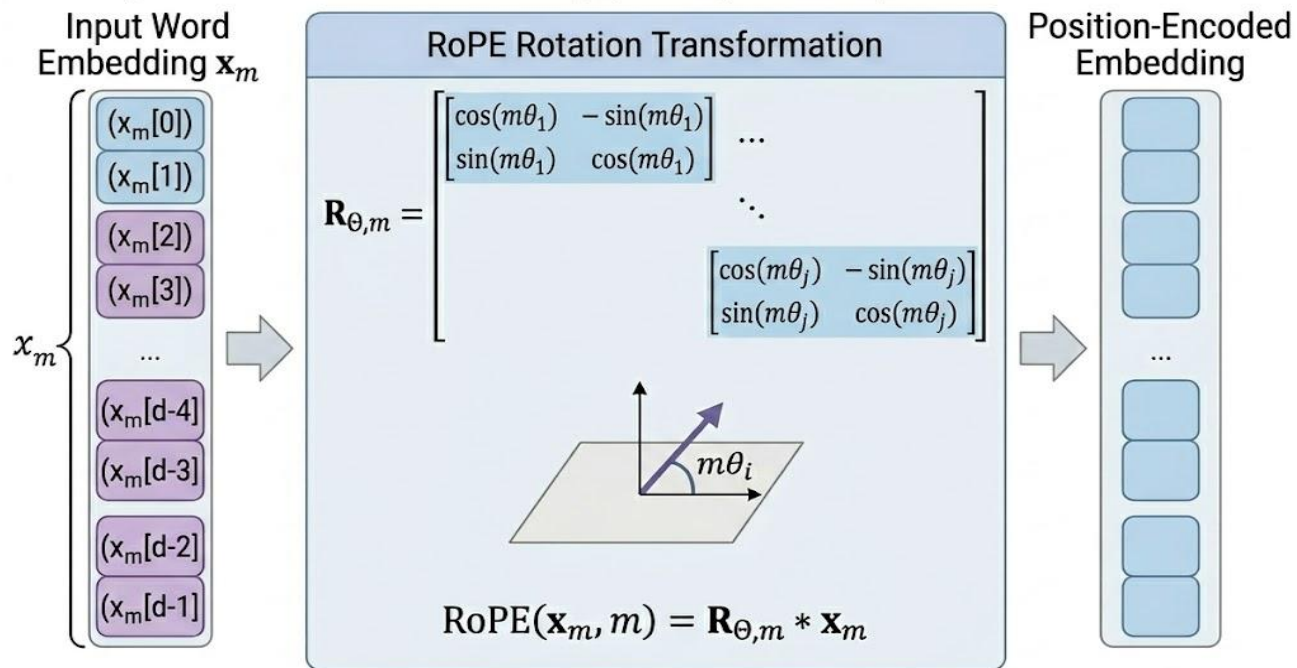 Input Word
Embedding x_m
x_m
(x_m[0])
(x_m[1])
(x_m[2])
(x_m[3])
...
(x_m[d-4]
(x_m[d-3]
(x_m[d-2]
(x_m[d-1]
RoPE Rotation Transformation
R_Θ,m =
cos(mθ_1) − sin(mθ_1) ...
sin(mθ_1) cos(mθ_1)
⋱
cos(mθ_j) − sin(mθ_j)
sin(mθ_j) cos(mθ_j)
mθ_i
RoPE(x_m, m) = R_Θ,m * x_m
Position-Encoded
Embedding
...